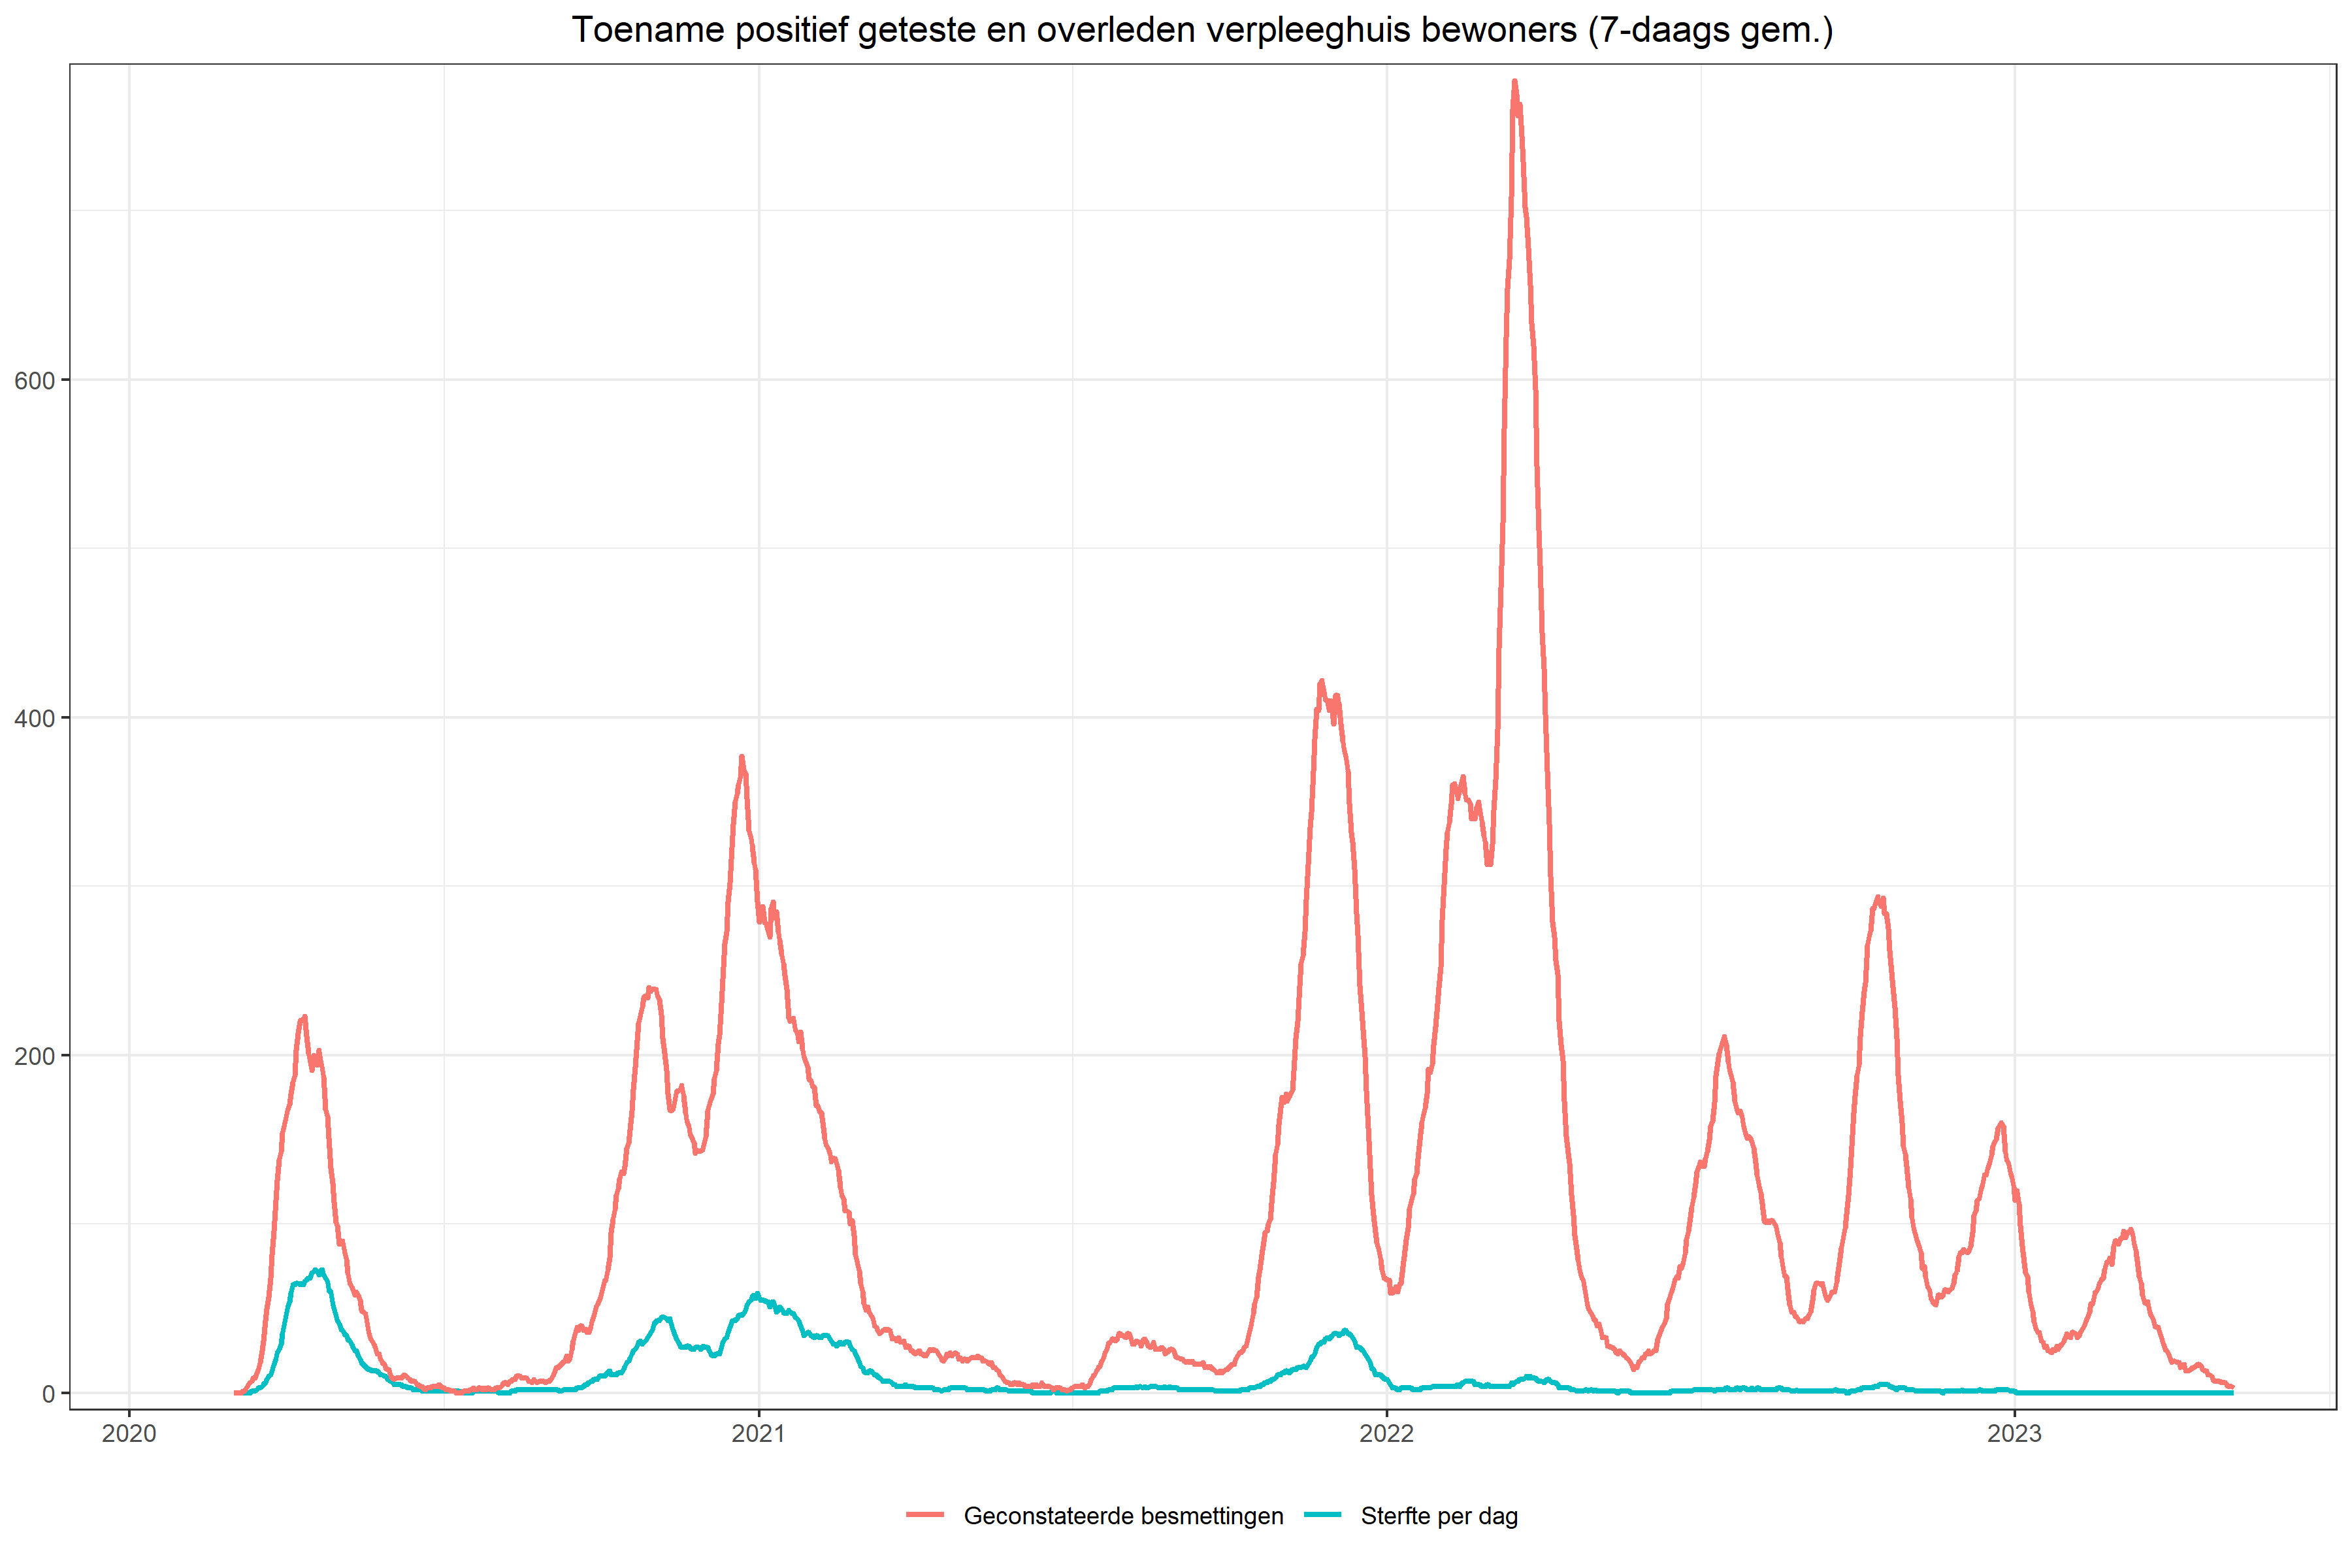 Toename positief geteste en overleden verpleeghuis bewoners (7-daags gem.)
600
400
200
0
2020 2021 2022 2023
Geconstateerde besmettingen Sterfte per dag